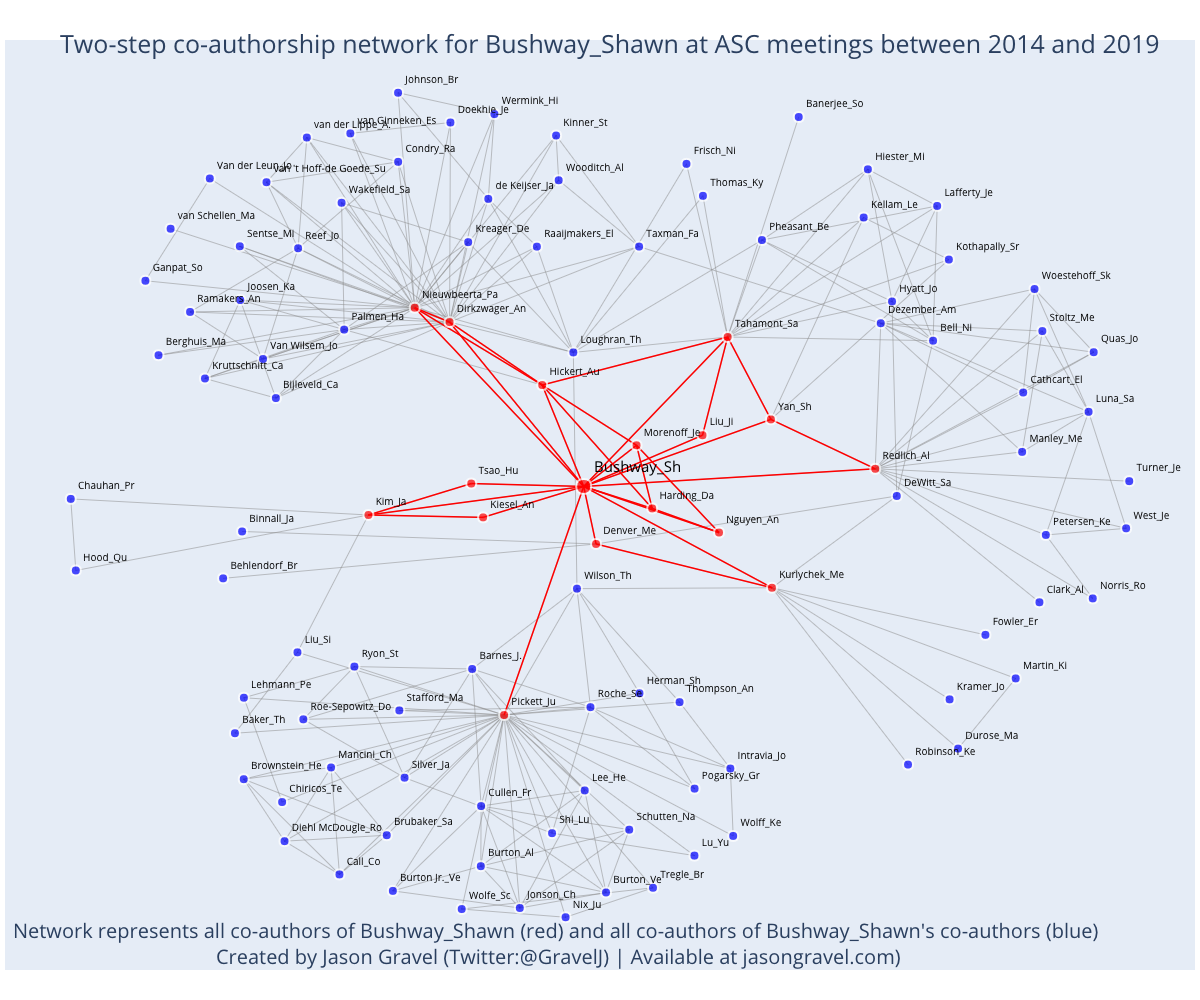 Two-step co-authorship network for Bushway_Shawn at ASC meetings between 2014 and 2019
Johnson_Br
Wermink_Hi
Doekhie_Je
van Ginneken_Es
van der Lippe_A.
Kinner_St
Banerjee_So
Condry_Ra
Frisch_Ni
Hiester_Mi
Van der Leun_Jo
van 't Hoff-de Goede_Su
Wooditch_Al
Thomas_Ky
Wakefield_Sa
de Keijser_Ja
Lafferty_Je
Kellam_Le
van Schellen_Ma
Sentse_Mi
Reef_Jo
Kreager_De
Raaijmakers_El
Taxman_Fa
Pheasant_Be
Kothapally_Sr
Ganpat_So
Woestehoff_Sk
Joosen_Ka
Ramakers_An
Nieuwbeerta_Pa
Dirkzwager_An
Hyatt_Jo
Dezember_Am
Palmen_Ha
Tahamont_Sa
Bell_Ni
Stoltz_Me
Berghuis_Ma
Van Wilsem_Jo
Loughran_Th
Quas_Jo
Kruttschnitt_Ca
Hickert_Au
Bijleveld_Ca
Cathcart_El
Yan_Sh
Luna_Sa
Liu_Ji
Morenoff_Je
Manley_Me
Redlich_Al
Bushway_Sh
Tsao_Hu
Turner_Je
DeWitt_Sa
Chauhan_Pr
Kim_Ja
Kiesel_An
Harding_Da
Nguyen_An
West_Je
Binnall_Ja
Denver_Me
Petersen_Ke
Hood_Qu
Behlendorf_Br
Wilson_Th
Kurlychek_Me
Clark_Al
Norris_Ro
Fowler_Er
Liu_Si
Ryon_St
Barnes_J.
Martin_Ki
Lehmann_Pe
Herman_Sh
Roe-Sepowitz_Do
Stafford_Ma
Pickett_Ju
Roche_Se
Thompson_An
Kramer_Jo
Baker_Th
Durose_Ma
Robinson_Ke
Mancini_Ch
Intravia_Jo
Brownstein_He
Silver_Ja
Lee_He
Pogarsky_Gr
Chiricos_Te
Cullen_Fr
Diehl McDougle_Ro
Brubaker_Sa
Shi_Lu
Schutten_Na
Wolff_Ke
Call_Co
Burton_Al
Lu_Yu
Burton Jr._Ve
Burton_Ve
Tregle_Br
Wolfe_Sc
Jonson_Ch
Nix_Ju
Network represents all co-authors of Bushway_Shawn (red) and all co-authors of Bushway_Shawn's co-authors (blue)
Created by Jason Gravel (Twitter:@GravelJ) | Available at jasongravel.com)